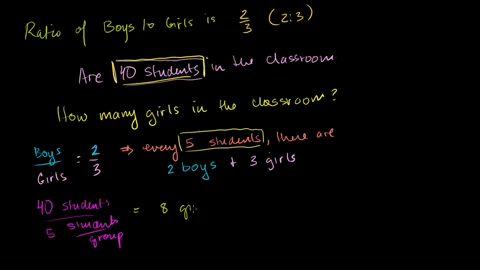 Ratio of Boys to Girls is 2/3 (2:3)
Are 40 students in the classroom
How many girls in the classroom?
Boys/Girls = 2/3 ⇒ every 5 students, there are
2 boys + 3 girls
40 students / 5 students/group = 8 g